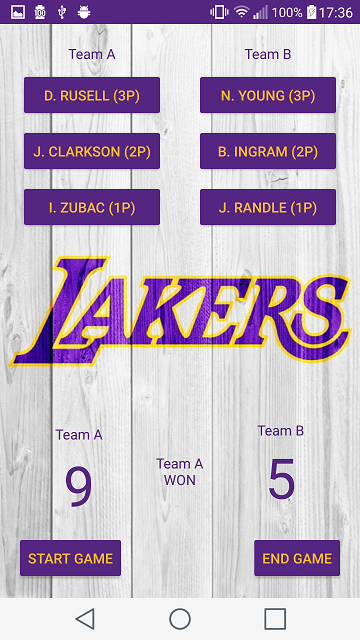 100% 17:36
Team A Team B
D. RUSELL (3P) N. YOUNG (3P)
J. CLARKSON (2P) B. INGRAM (2P)
I. ZUBAC (1P) J. RANDLE (1P)
LAKERS
Team A Team B
9 Team A 5
WON
START GAME END GAME